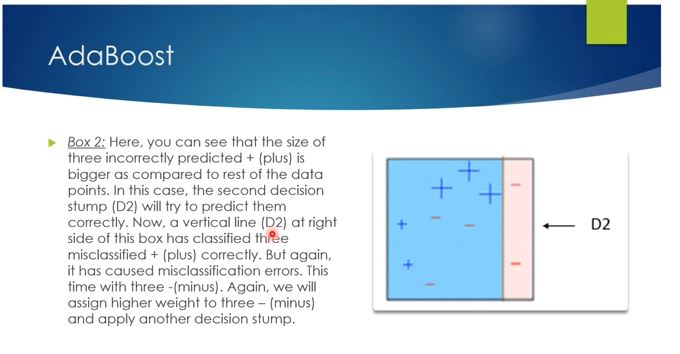 AdaBoost
Box 2: Here, you can see that the size of
three incorrectly predicted + (plus) is
bigger as compared to rest of the data
points. In this case, the second decision
stump (D2) will try to predict them
correctly. Now, a vertical line (D2) at right
side of this box has classified three
misclassified + (plus) correctly. But again,
it has caused misclassification errors. This
time with three -(minus). Again, we will
assign higher weight to three – (minus)
and apply another decision stump.
D2